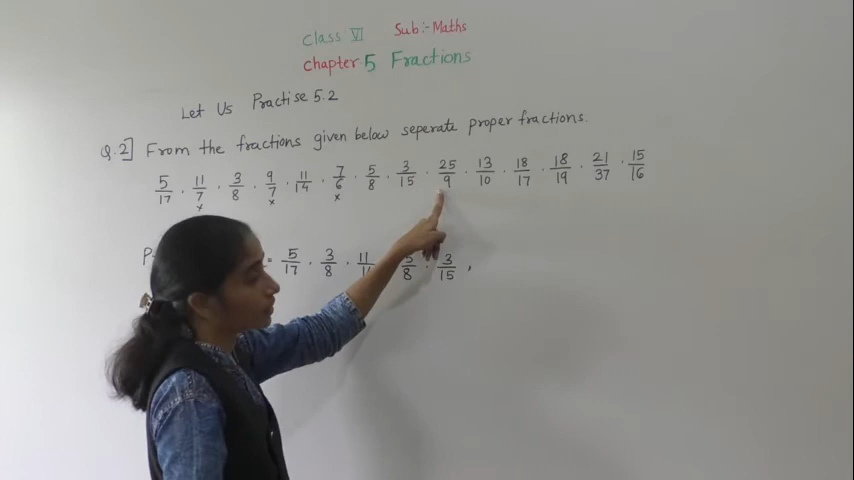 Class VI Sub:- Maths
Chapter. 5 Fractions
Let Us Practise 5.2
Q.2] From the fractions given below seperate proper fractions.
5/17 . 11/7 . 3/8 . 9/7 . 11/14 . 7/6 . 5/8 . 3/15 . 25/9 . 13/10 . 18/17 . 18/19 . 21/37 . 15/16
x x x
= 5/17 . 3/8 . 5/8 . 3/15 ,